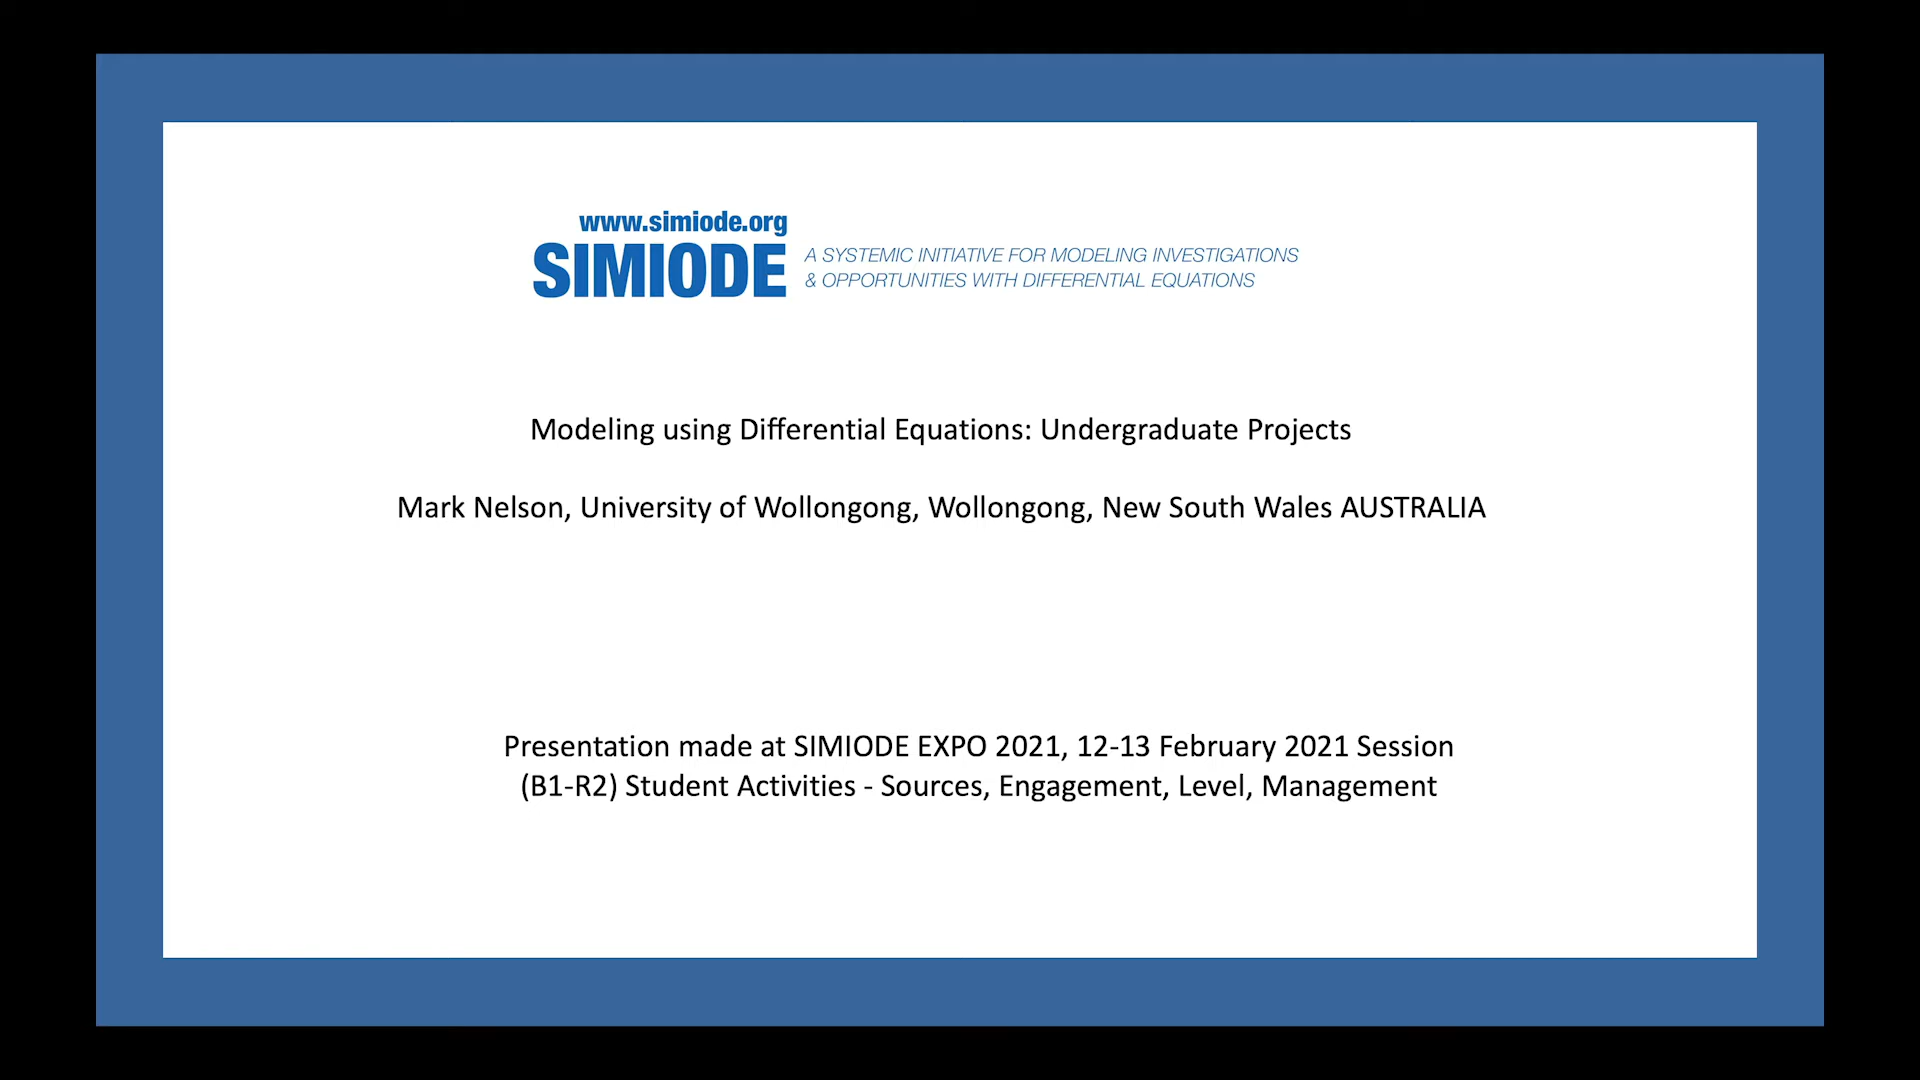 www.simiode.org
SIMIODE
A SYSTEMIC INITIATIVE FOR MODELING INVESTIGATIONS
& OPPORTUNITIES WITH DIFFERENTIAL EQUATIONS
Modeling using Differential Equations: Undergraduate Projects
Mark Nelson, University of Wollongong, Wollongong, New South Wales AUSTRALIA
Presentation made at SIMIODE EXPO 2021, 12-13 February 2021 Session
(B1-R2) Student Activities - Sources, Engagement, Level, Management